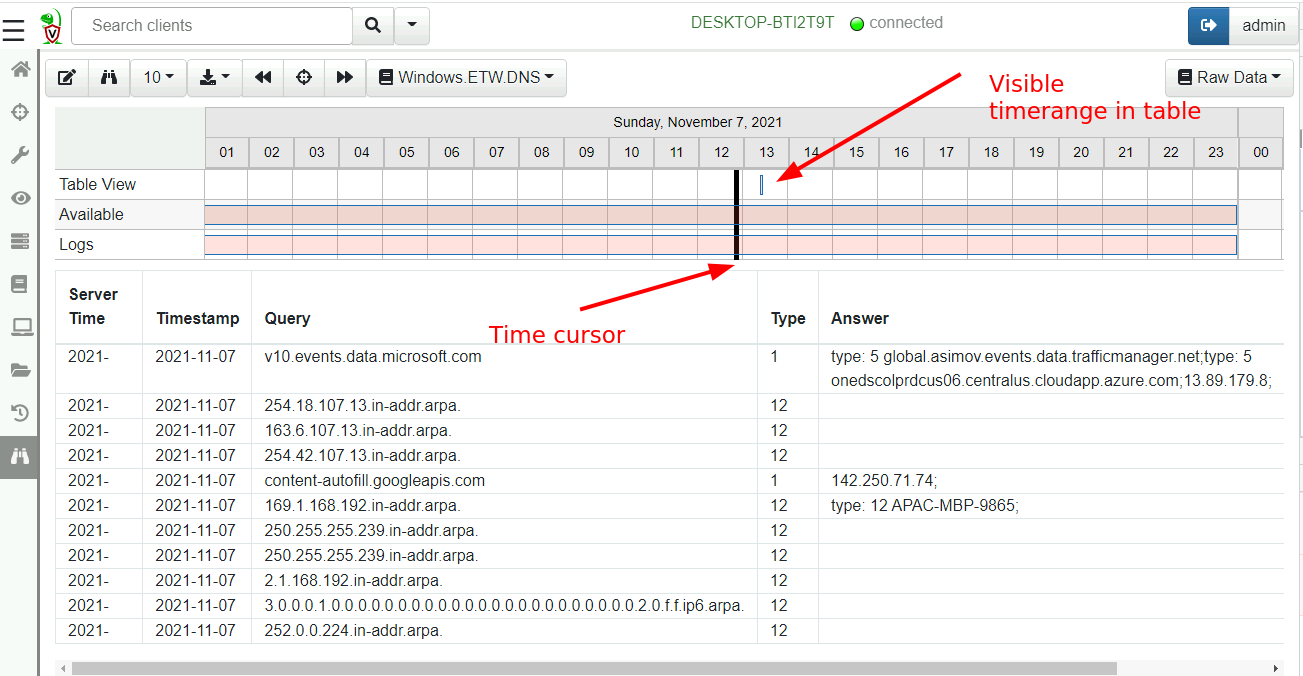 Search clients
DESKTOP-BTI2T9T connected
admin
10
Windows.ETW.DNS
Raw Data
Visible
timerange in table
Sunday, November 7, 2021
01 02 03 04 05 06 07 08 09 10 11 12 13 14 15 16 17 18 19 20 21 22 23 00
Table View
Available
Logs
Time cursor
Server
Time Timestamp Query Type Answer
2021- 2021-11-07 v10.events.data.microsoft.com 1 type: 5 global.asimov.events.data.trafficmanager.net;type: 5
onedscolprdcus06.centralus.cloudapp.azure.com;13.89.179.8;
2021- 2021-11-07 254.18.107.13.in-addr.arpa. 12
2021- 2021-11-07 163.6.107.13.in-addr.arpa. 12
2021- 2021-11-07 254.42.107.13.in-addr.arpa. 12
2021- 2021-11-07 content-autofill.googleapis.com 1 142.250.71.74;
2021- 2021-11-07 169.1.168.192.in-addr.arpa. 12 type: 12 APAC-MBP-9865;
2021- 2021-11-07 250.255.255.239.in-addr.arpa. 12
2021- 2021-11-07 250.255.255.239.in-addr.arpa. 12
2021- 2021-11-07 2.1.168.192.in-addr.arpa. 12
2021- 2021-11-07 3.0.0.0.1.0.0.0.0.0.0.0.0.0.0.0.0.0.0.0.0.0.0.0.0.0.0.0.2.0.f.f.ip6.arpa. 12
2021- 2021-11-07 252.0.0.224.in-addr.arpa. 12